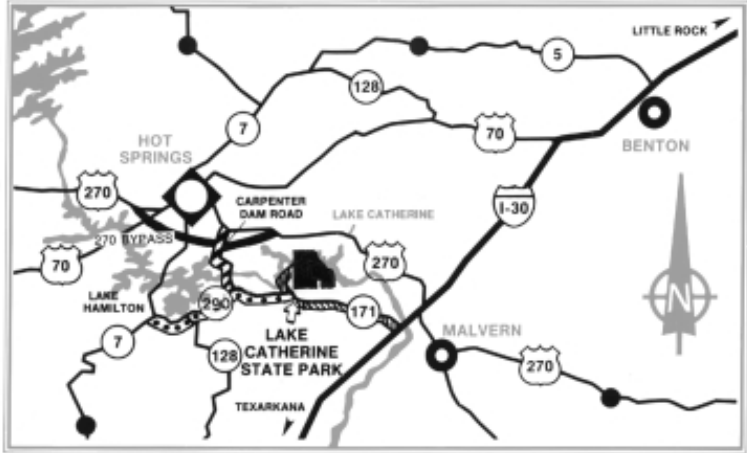 LITTLE ROCK
5
128
7
70
BENTON
HOT
SPRINGS
270
CARPENTER
DAM ROAD
LAKE CATHERINE
I-30
270 BYPASS
270
70
LAKE
HAMILTON
290
171
N
7
128
LAKE
CATHERINE
STATE PARK
MALVERN
270
TEXARKANA